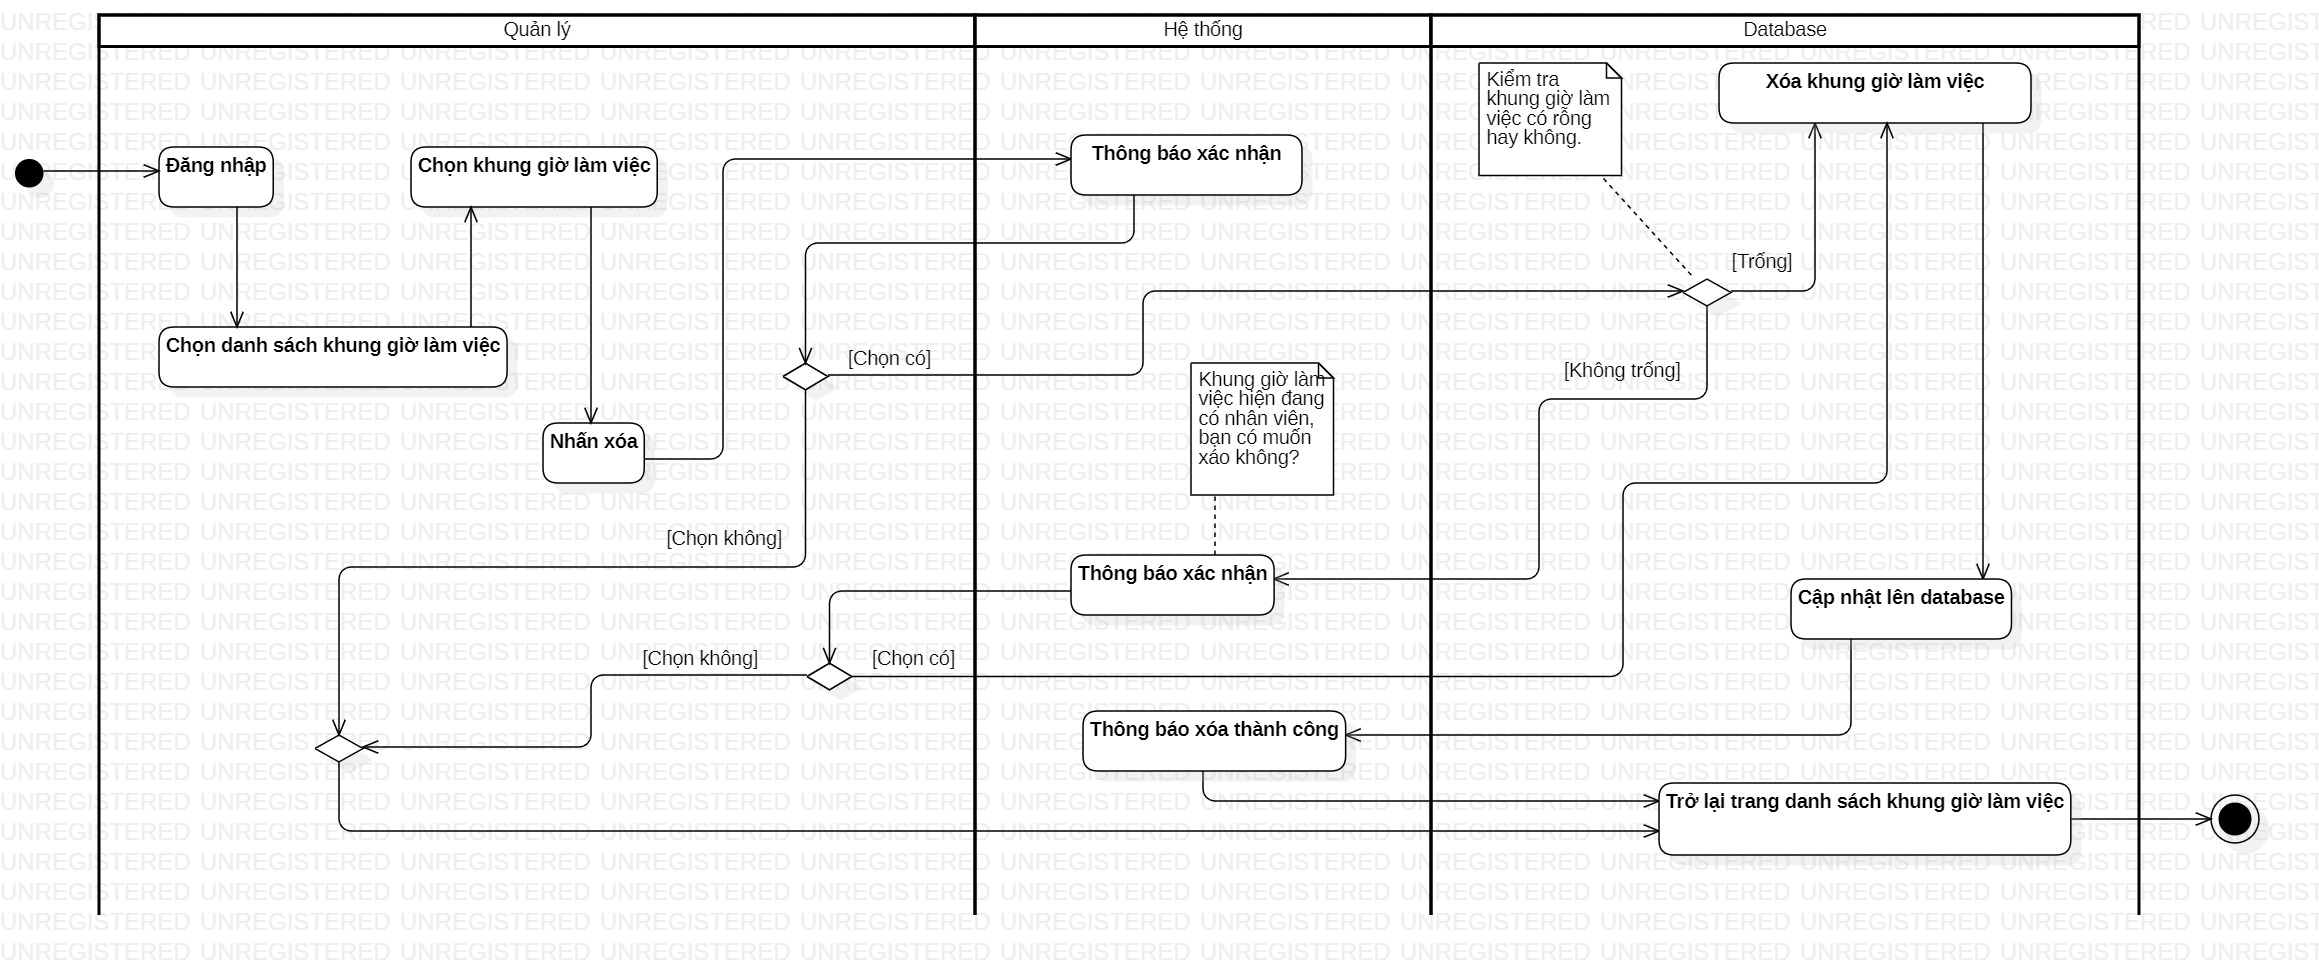 Quản lý
Hệ thống
Database
Kiểm tra
khung giờ làm
việc có rỗng
hay không.
Xóa khung giờ làm việc
Đăng nhập
Chọn khung giờ làm việc
Thông báo xác nhận
[Trống]
Chọn danh sách khung giờ làm việc
[Chọn có]
[Không trống]
Khung giờ làm
việc hiện đang
có nhân viên,
bạn có muốn
xáo không?
Nhấn xóa
[Chọn không]
Thông báo xác nhận
Cập nhật lên database
[Chọn không]
[Chọn có]
Thông báo xóa thành công
Trở lại trang danh sách khung giờ làm việc
UNREGISTERED